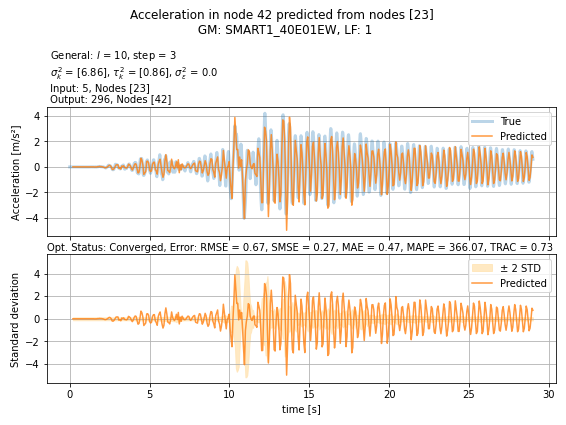 Acceleration in node 42 predicted from nodes [23]
GM: SMART1_40E01EW, LF: 1
General: l = 10, step = 3
σ²ₖ = [6.86], τ²ₖ = [0.86], σ²ε = 0.0
Input: 5, Nodes [23]
Output: 296, Nodes [42]
Acceleration [m/s²]
4
2
0
−2
−4
True
Predicted
Opt. Status: Converged, Error: RMSE = 0.67, SMSE = 0.27, MAE = 0.47, MAPE = 366.07, TRAC = 0.73
Standard deviation
4
2
0
−2
−4
± 2 STD
Predicted
0 5 10 15 20 25 30
time [s]